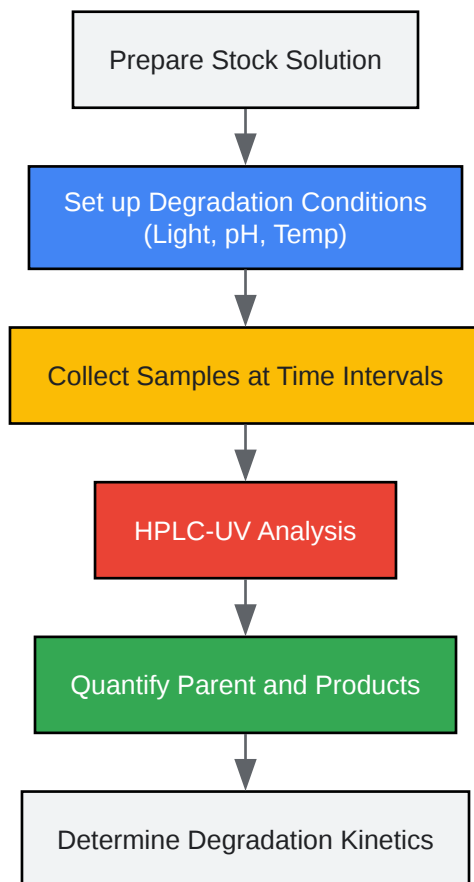 Prepare Stock Solution
Set up Degradation Conditions
(Light, pH, Temp)
Collect Samples at Time Intervals
HPLC-UV Analysis
Quantify Parent and Products
Determine Degradation Kinetics